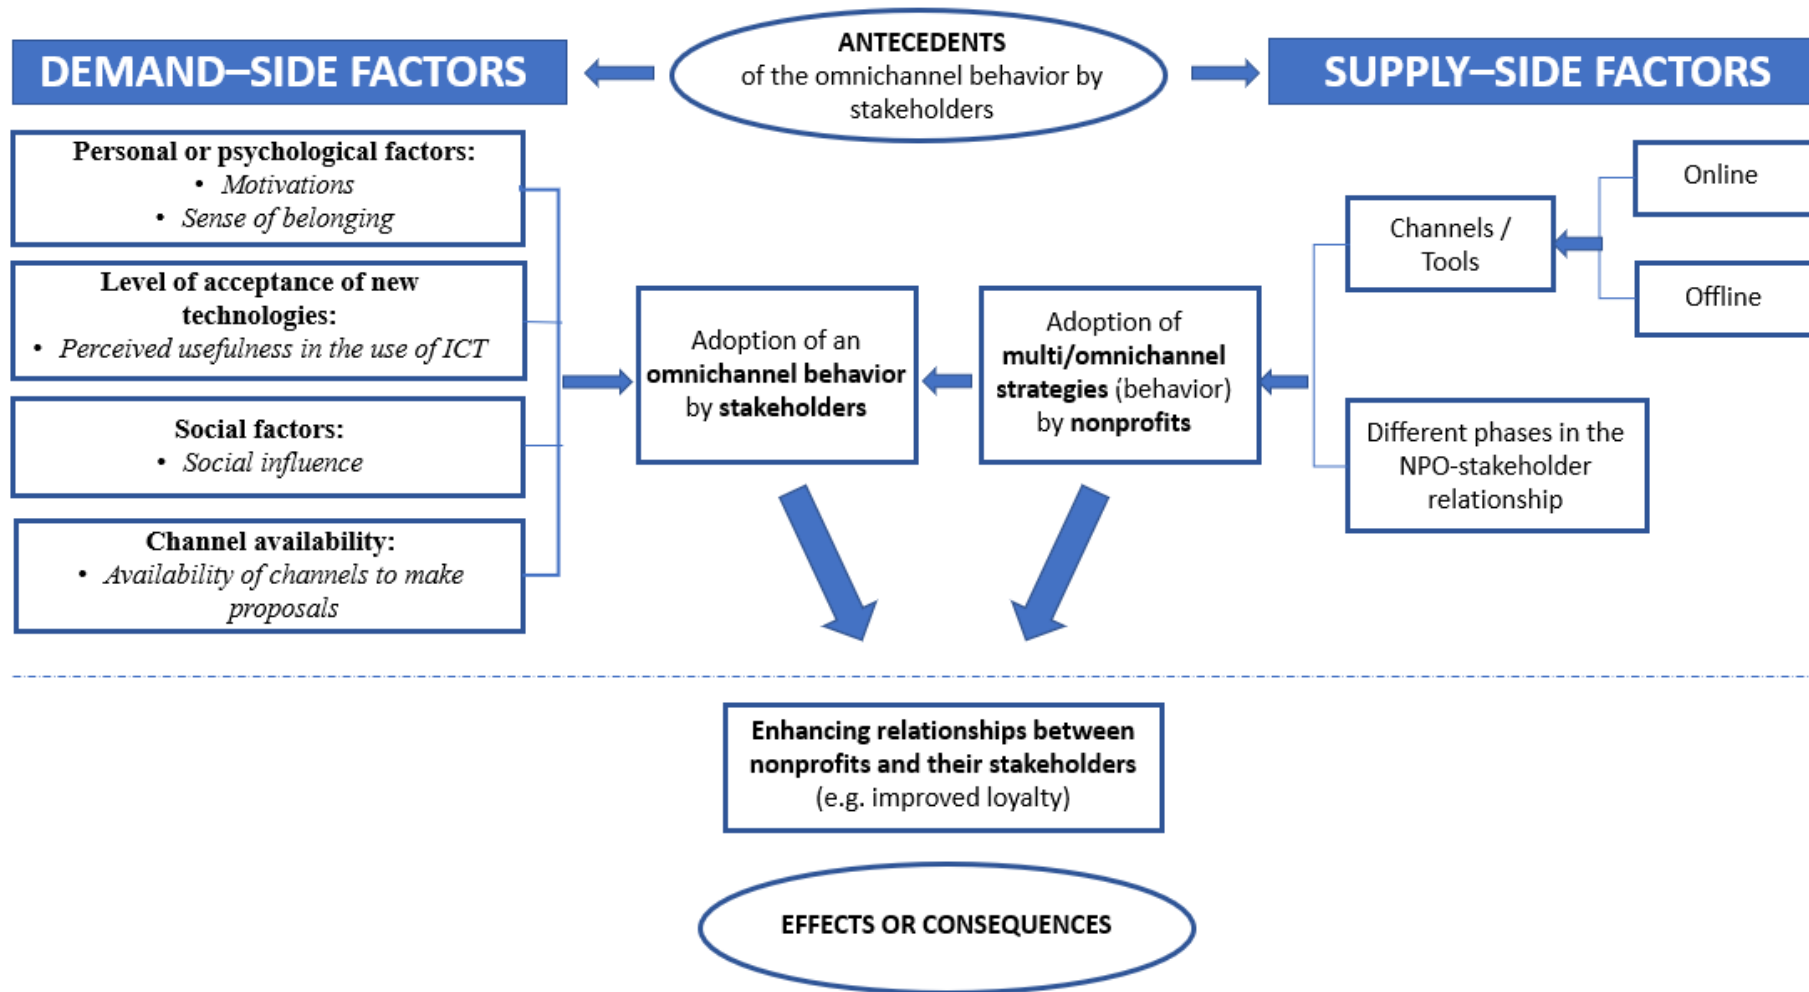 ANTECEDENTS
of the omnichannel behavior by
stakeholders
DEMAND–SIDE FACTORS
SUPPLY–SIDE FACTORS
Personal or psychological factors:
• Motivations
• Sense of belonging
Level of acceptance of new
technologies:
• Perceived usefulness in the use of ICT
Social factors:
• Social influence
Channel availability:
• Availability of channels to make
proposals
Adoption of an
omnichannel behavior
by stakeholders
Adoption of
multi/omnichannel
strategies (behavior)
by nonprofits
Channels /
Tools
Online
Offline
Different phases in the
NPO-stakeholder
relationship
Enhancing relationships between
nonprofits and their stakeholders
(e.g. improved loyalty)
EFFECTS OR CONSEQUENCES